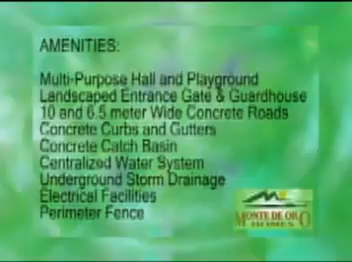 AMENITIES:
Multi-Purpose Hall and Playground
Landscaped Entrance Gate & Guardhouse
10 and 6.5 meter Wide Concrete Roads
Concrete Curbs and Gutters
Concrete Catch Basin
Centralized Water System
Underground Storm Drainage
Electrical Facilities
Perimeter Fence
MONTE DE ORO
HOMES